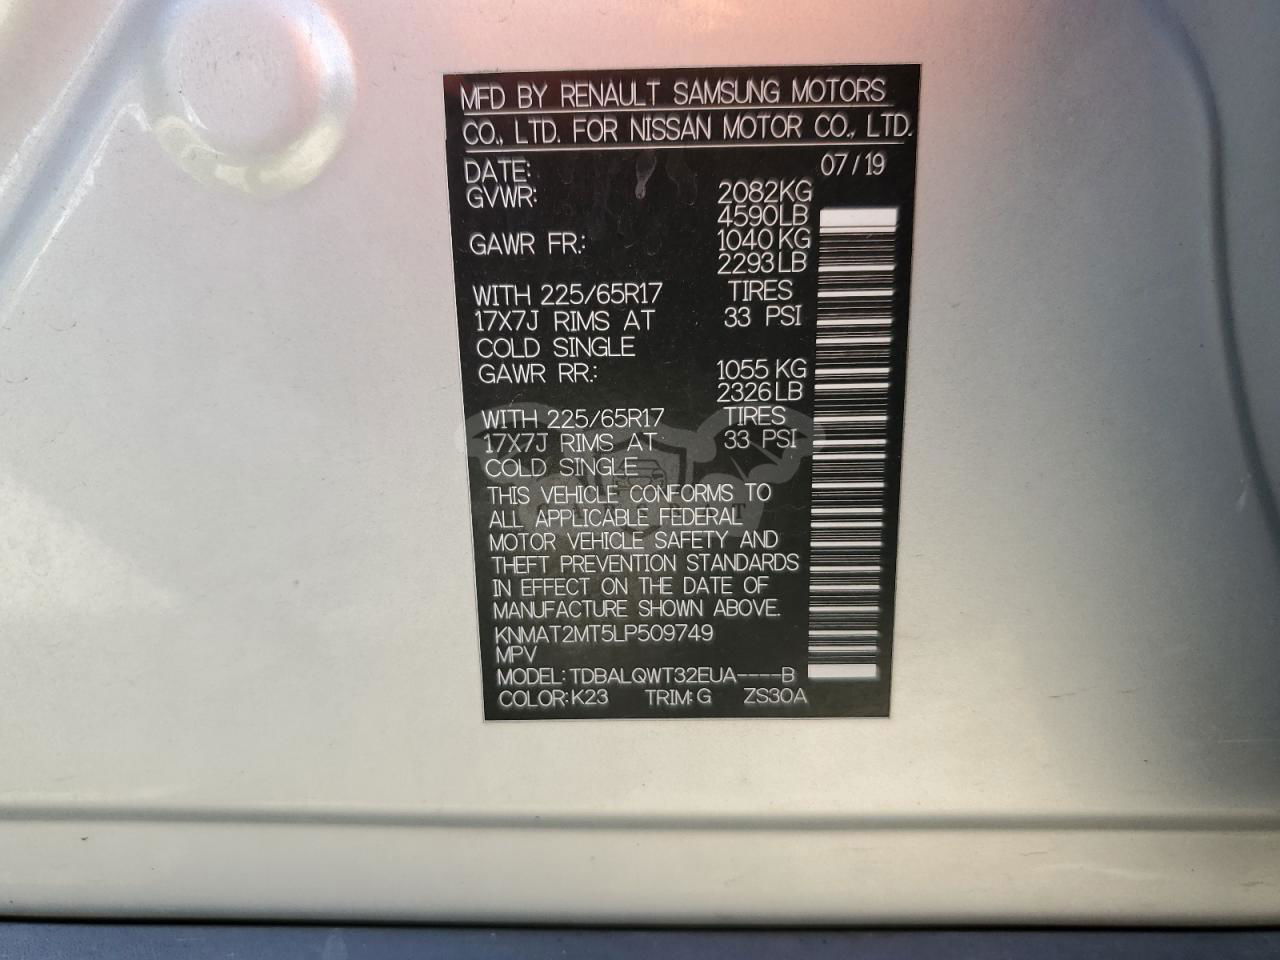 MFD BY RENAULT SAMSUNG MOTORS
CO., LTD. FOR NISSAN MOTOR CO., LTD.
DATE: 07/19
GVWR: 2082KG
4590LB
GAWR FR.: 1040KG
2293LB
WITH 225/65R17 TIRES
17X7J RIMS AT 33 PSI
COLD SINGLE
GAWR RR.: 1055KG
2326LB
WITH 225/65R17 TIRES
17X7J RIMS AT 33 PSI
COLD SINGLE
THIS VEHICLE CONFORMS TO
ALL APPLICABLE FEDERAL
MOTOR VEHICLE SAFETY AND
THEFT PREVENTION STANDARDS
IN EFFECT ON THE DATE OF
MANUFACTURE SHOWN ABOVE.
KNMAT2MT5LP509749
MPV
MODEL: TDBALQWT32EUA----B
COLOR: K23 TRIM: G ZS30A